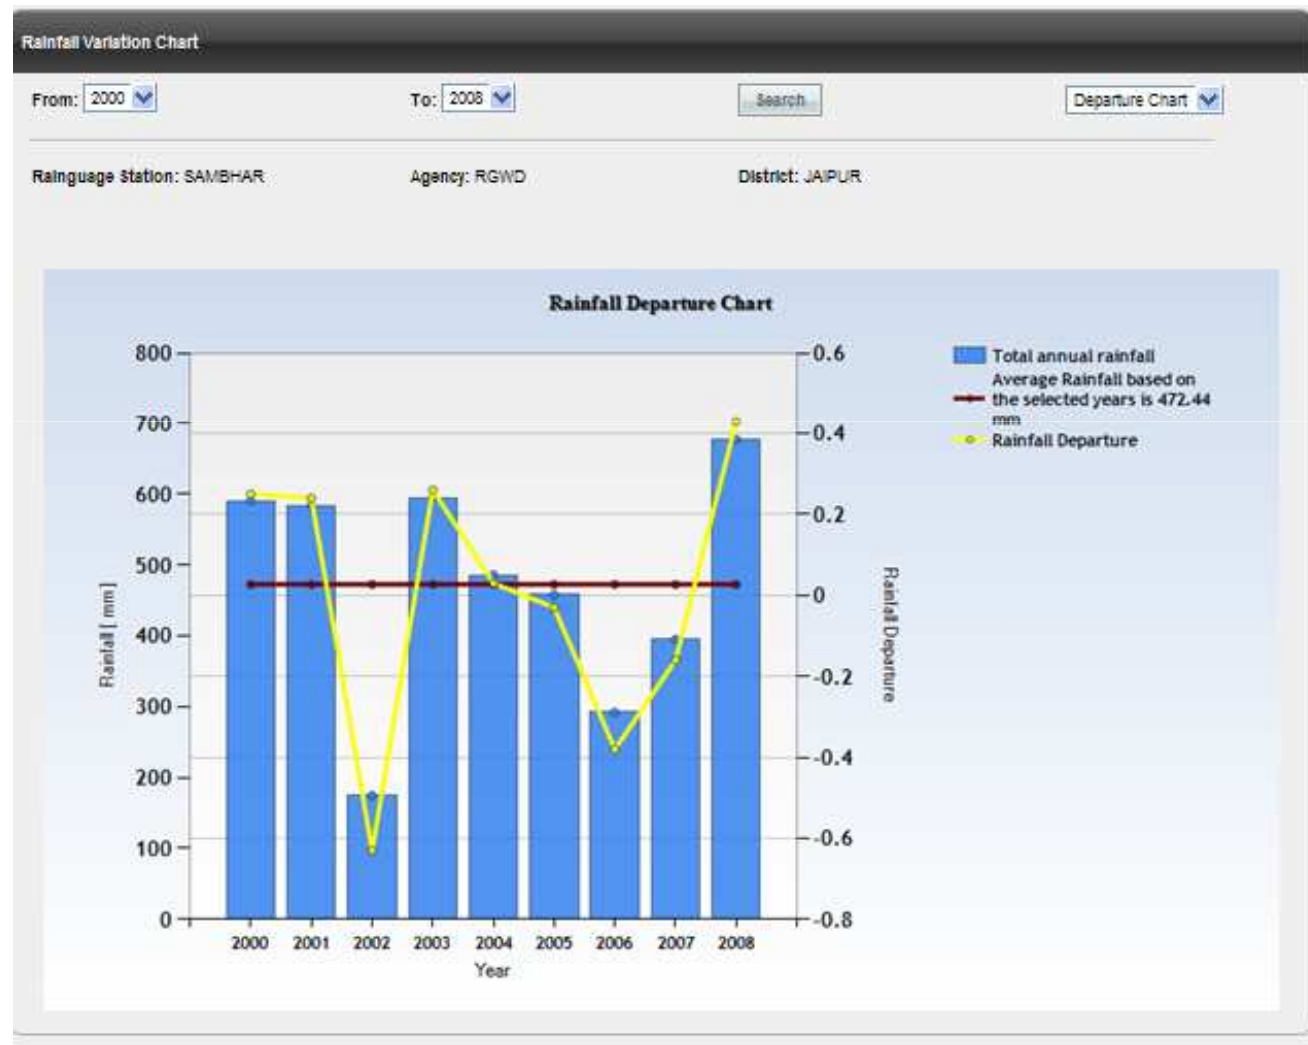 Rainfall Variation Chart
From: 2000 To: 2008 Search Departure Chart
Rainguage Station: SAMBHAR Agency: RGWD District: JAIPUR
Rainfall Departure Chart
800
700
600
500
400
300
200
100
0
Rainfall [ mm]
0.6
0.4
0.2
0
-0.2
-0.4
-0.6
-0.8
Rainfall Departure
2000 2001 2002 2003 2004 2005 2006 2007 2008
Year
Total annual rainfall
Average Rainfall based on
the selected years is 472.44
mm
Rainfall Departure